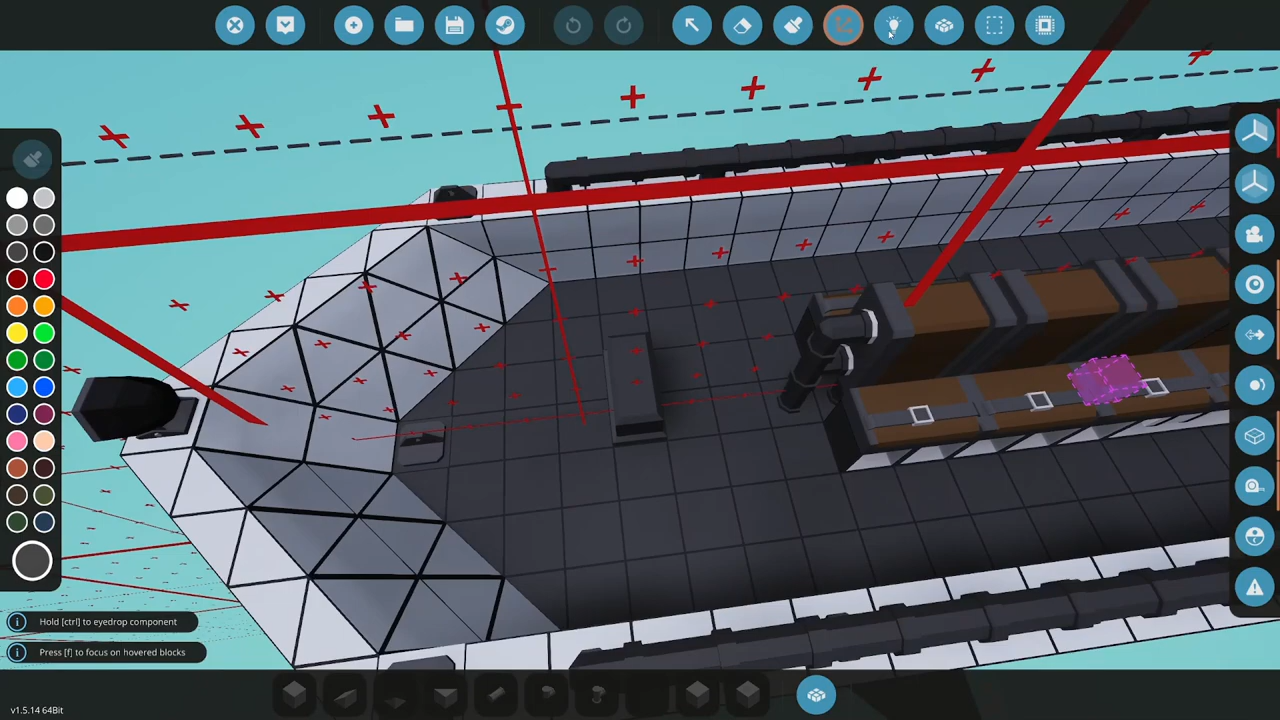 Hold [ctrl] to eyedrop component
Press [f] to focus on hovered blocks
v1.5.14 64Bit